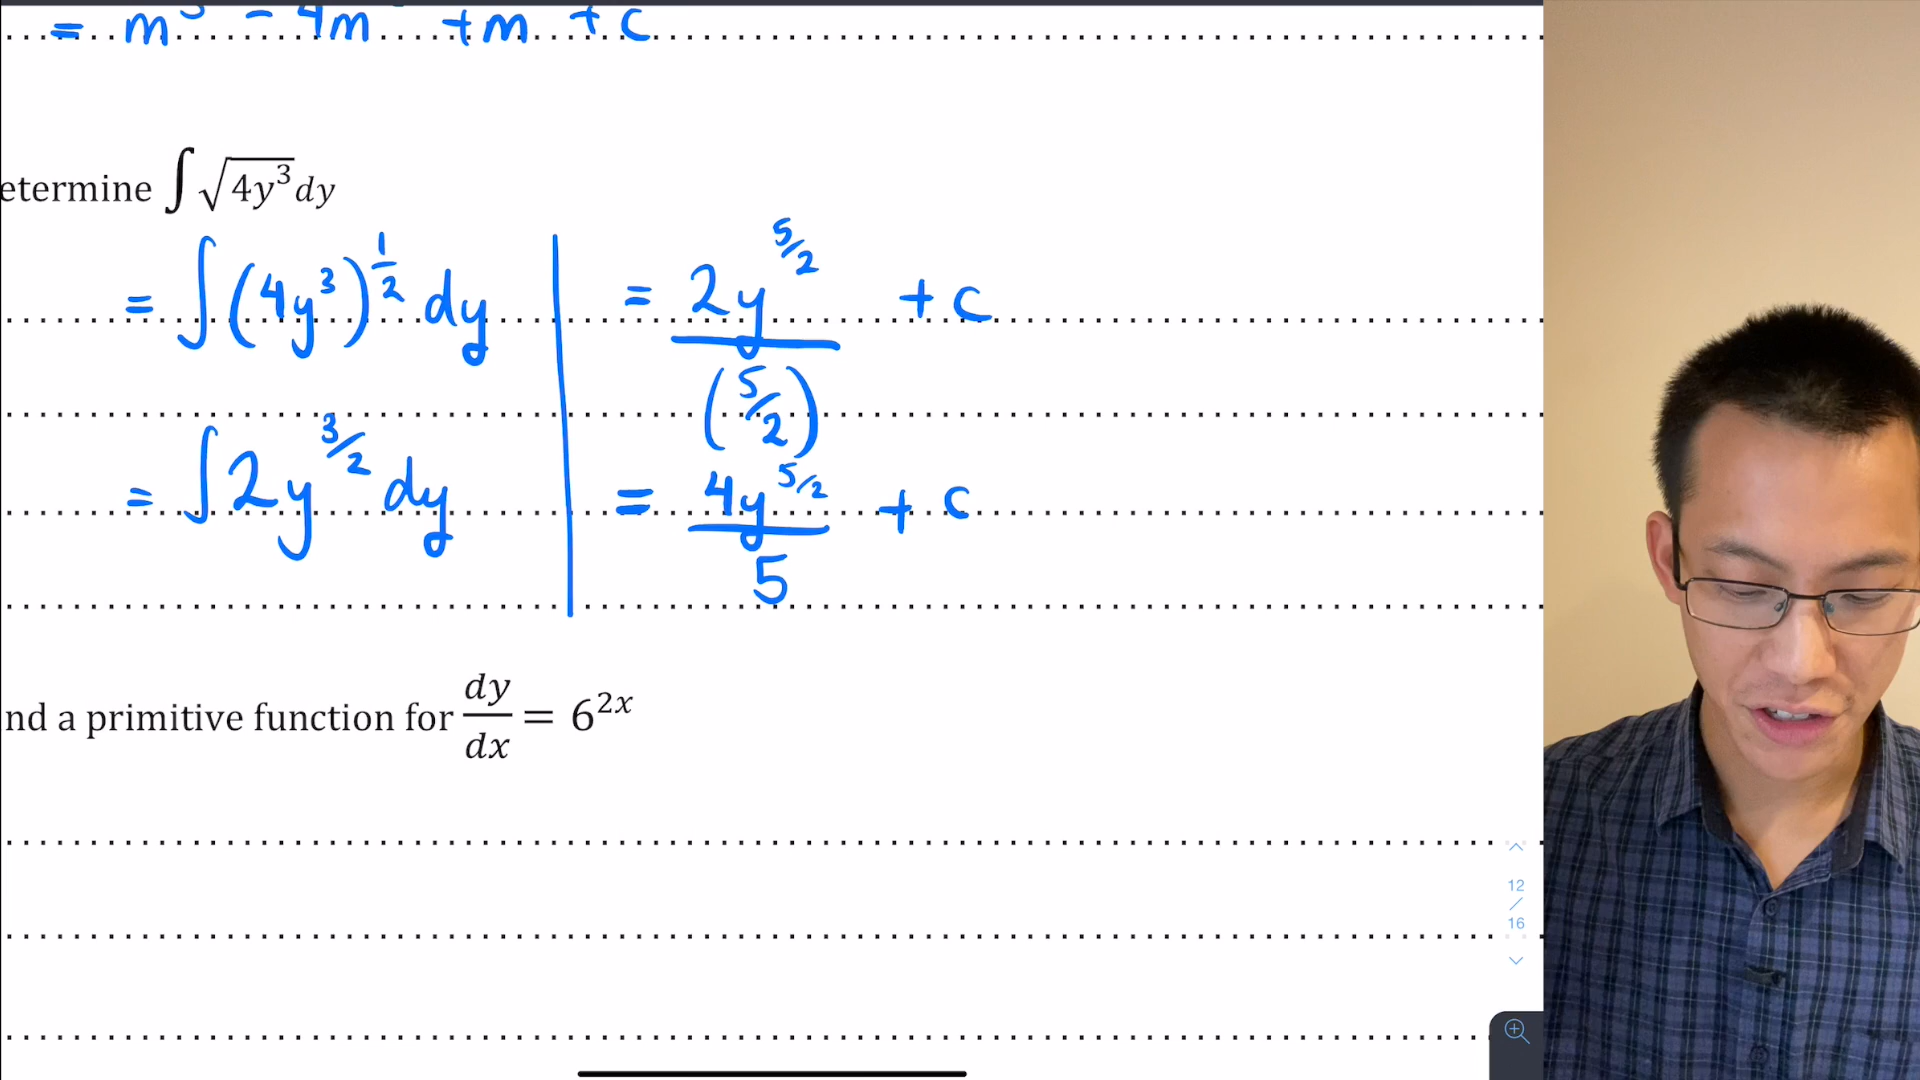 = m³ − 4m + m + c
etermine ∫ √4y³ dy
= ∫ (4y³)^1/2 dy
= ∫ 2y^3/2 dy
= 2y^5/2 / (5/2) + c
= 4y^5/2 / 5 + c
nd a primitive function for dy/dx = 6^2x
12
/
16